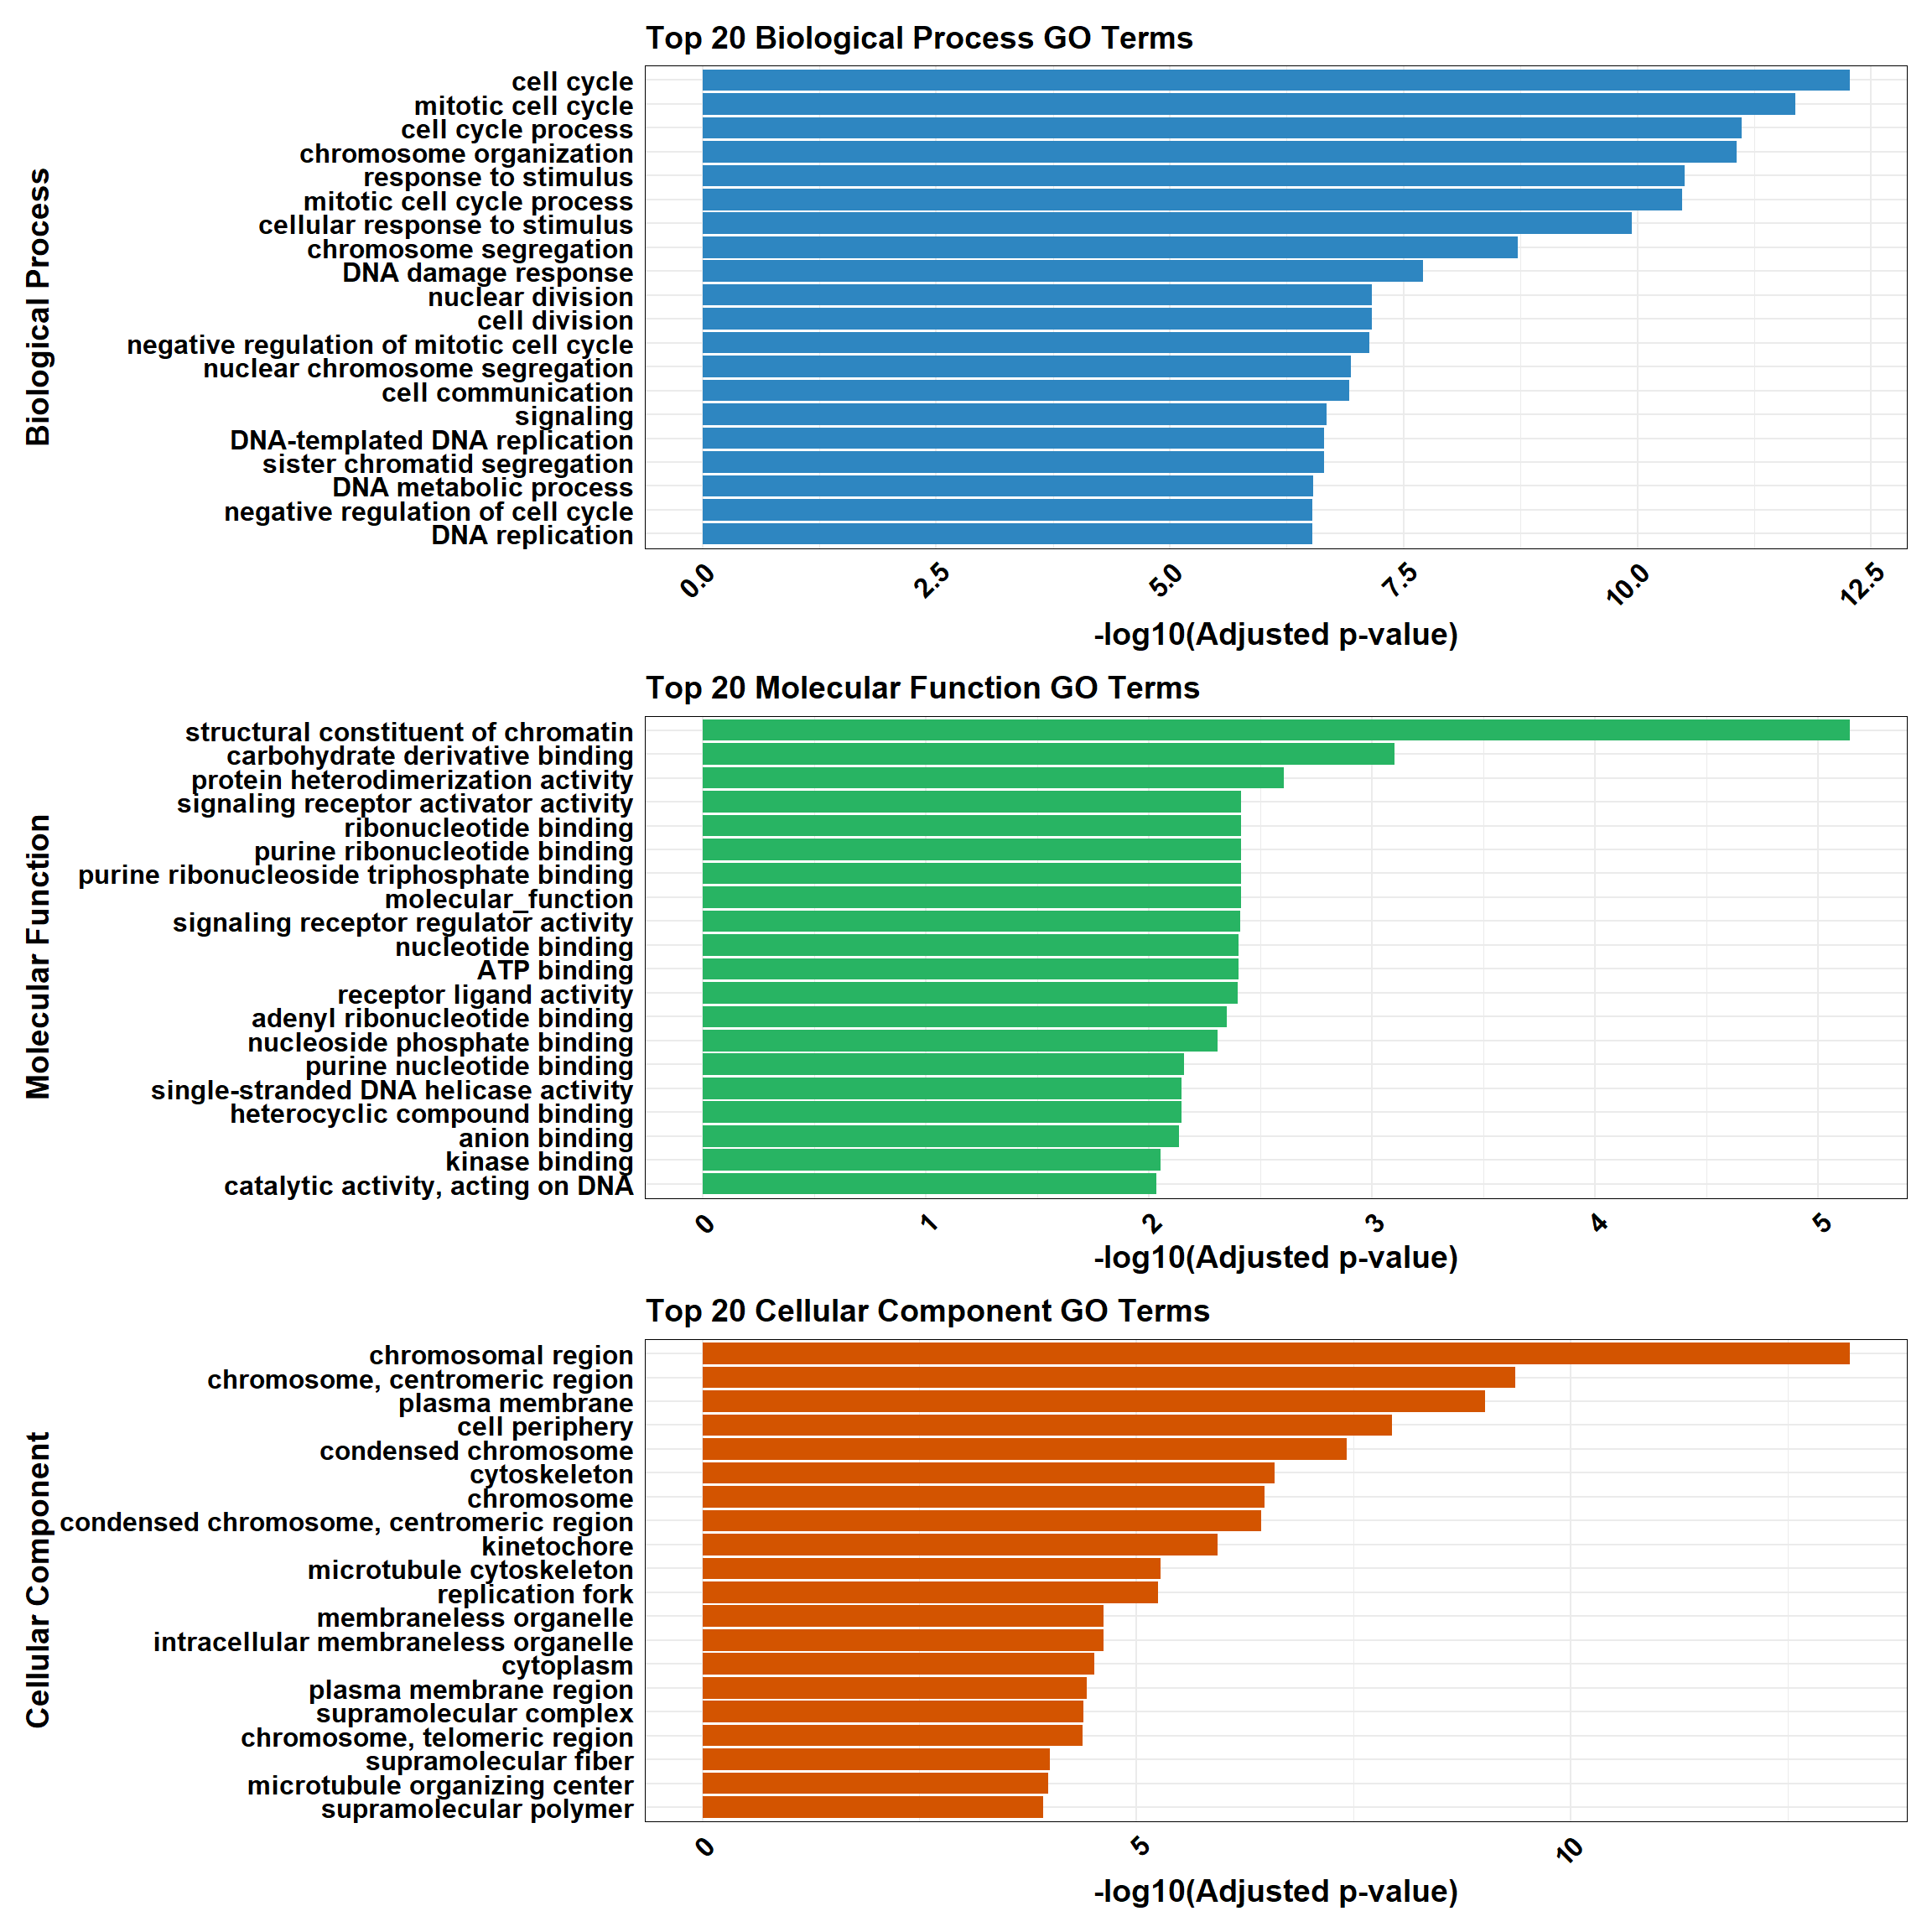 Top 20 Biological Process GO Terms
Biological Process
cell cycle
mitotic cell cycle
cell cycle process
chromosome organization
response to stimulus
mitotic cell cycle process
cellular response to stimulus
chromosome segregation
DNA damage response
nuclear division
cell division
negative regulation of mitotic cell cycle
nuclear chromosome segregation
cell communication
signaling
DNA-templated DNA replication
sister chromatid segregation
DNA metabolic process
negative regulation of cell cycle
DNA replication
0.0 2.5 5.0 7.5 10.0 12.5
-log10(Adjusted p-value)
Top 20 Molecular Function GO Terms
Molecular Function
structural constituent of chromatin
carbohydrate derivative binding
protein heterodimerization activity
signaling receptor activator activity
ribonucleotide binding
purine ribonucleotide binding
purine ribonucleoside triphosphate binding
molecular_function
signaling receptor regulator activity
nucleotide binding
ATP binding
receptor ligand activity
adenyl ribonucleotide binding
nucleoside phosphate binding
purine nucleotide binding
single-stranded DNA helicase activity
heterocyclic compound binding
anion binding
kinase binding
catalytic activity, acting on DNA
0 1 2 3 4 5
-log10(Adjusted p-value)
Top 20 Cellular Component GO Terms
Cellular Component
chromosomal region
chromosome, centromeric region
plasma membrane
cell periphery
condensed chromosome
cytoskeleton
chromosome
condensed chromosome, centromeric region
kinetochore
microtubule cytoskeleton
replication fork
membraneless organelle
intracellular membraneless organelle
cytoplasm
plasma membrane region
supramolecular complex
chromosome, telomeric region
supramolecular fiber
microtubule organizing center
supramolecular polymer
0 5 10
-log10(Adjusted p-value)